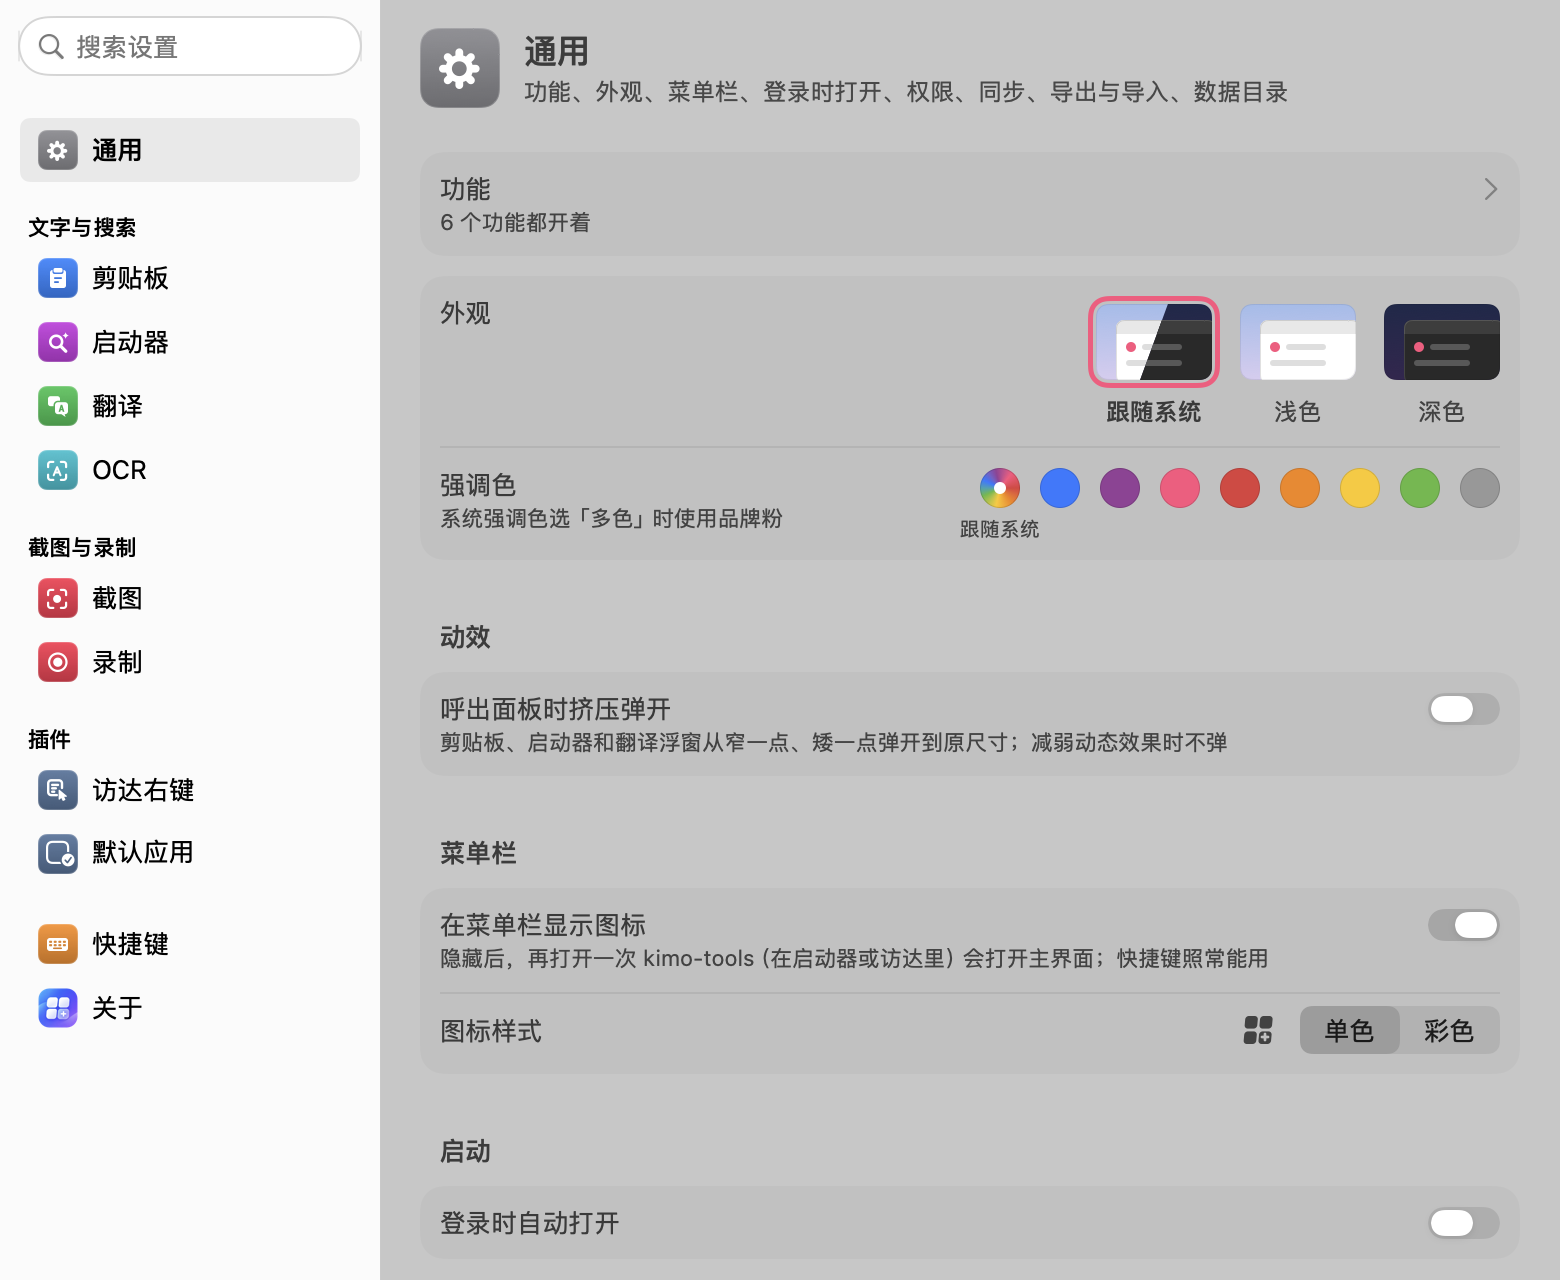 搜索设置
通用
文字与搜索
剪贴板
启动器
翻译
OCR
截图与录制
截图
录制
插件
访达右键
默认应用
快捷键
关于
通用
功能、外观、菜单栏、登录时打开、权限、同步、导出与导入、数据目录
功能
6 个功能都开着
外观
跟随系统
浅色
深色
强调色
系统强调色选「多色」时使用品牌粉
跟随系统
动效
呼出面板时挤压弹开
剪贴板、启动器和翻译浮窗从窄一点、矮一点弹开到原尺寸；减弱动态效果时不弹
菜单栏
在菜单栏显示图标
隐藏后，再打开一次 kimo-tools（在启动器或访达里）会打开主界面；快捷键照常能用
图标样式
单色
彩色
启动
登录时自动打开